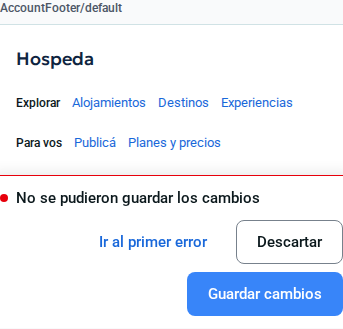 AccountFooter/default
Hospeda
Explorar Alojamientos Destinos Experiencias
Para vos Publicá Planes y precios
No se pudieron guardar los cambios
Ir al primer error Descartar
Guardar cambios